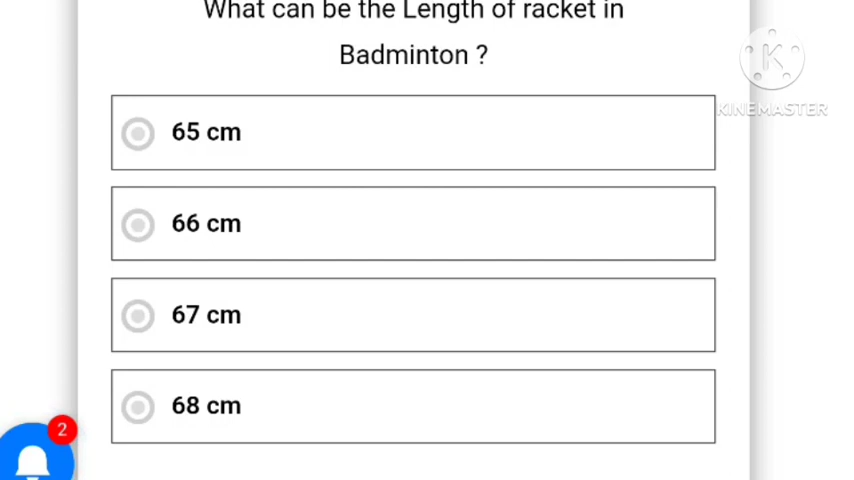 What can be the Length of racket in
Badminton ?
K
KINEMASTER
65 cm
66 cm
67 cm
68 cm
2